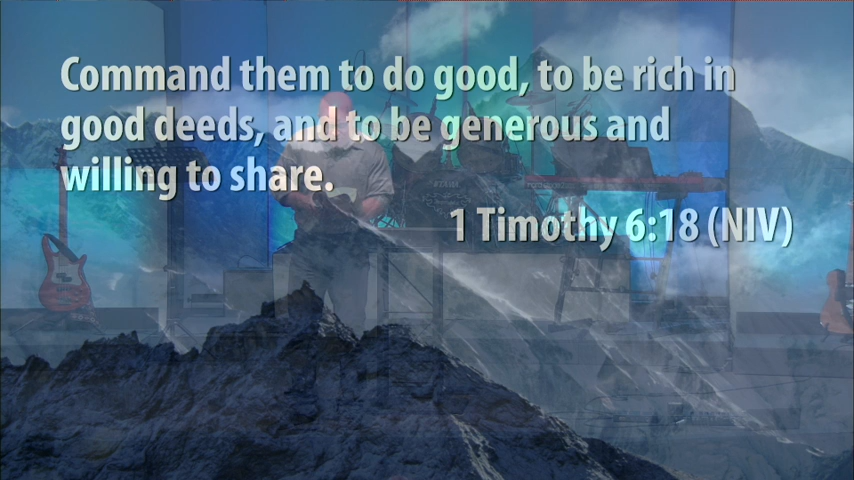 Command them to do good, to be rich in
good deeds, and to be generous and
willing to share.
1 Timothy 6:18 (NIV)
TAMA